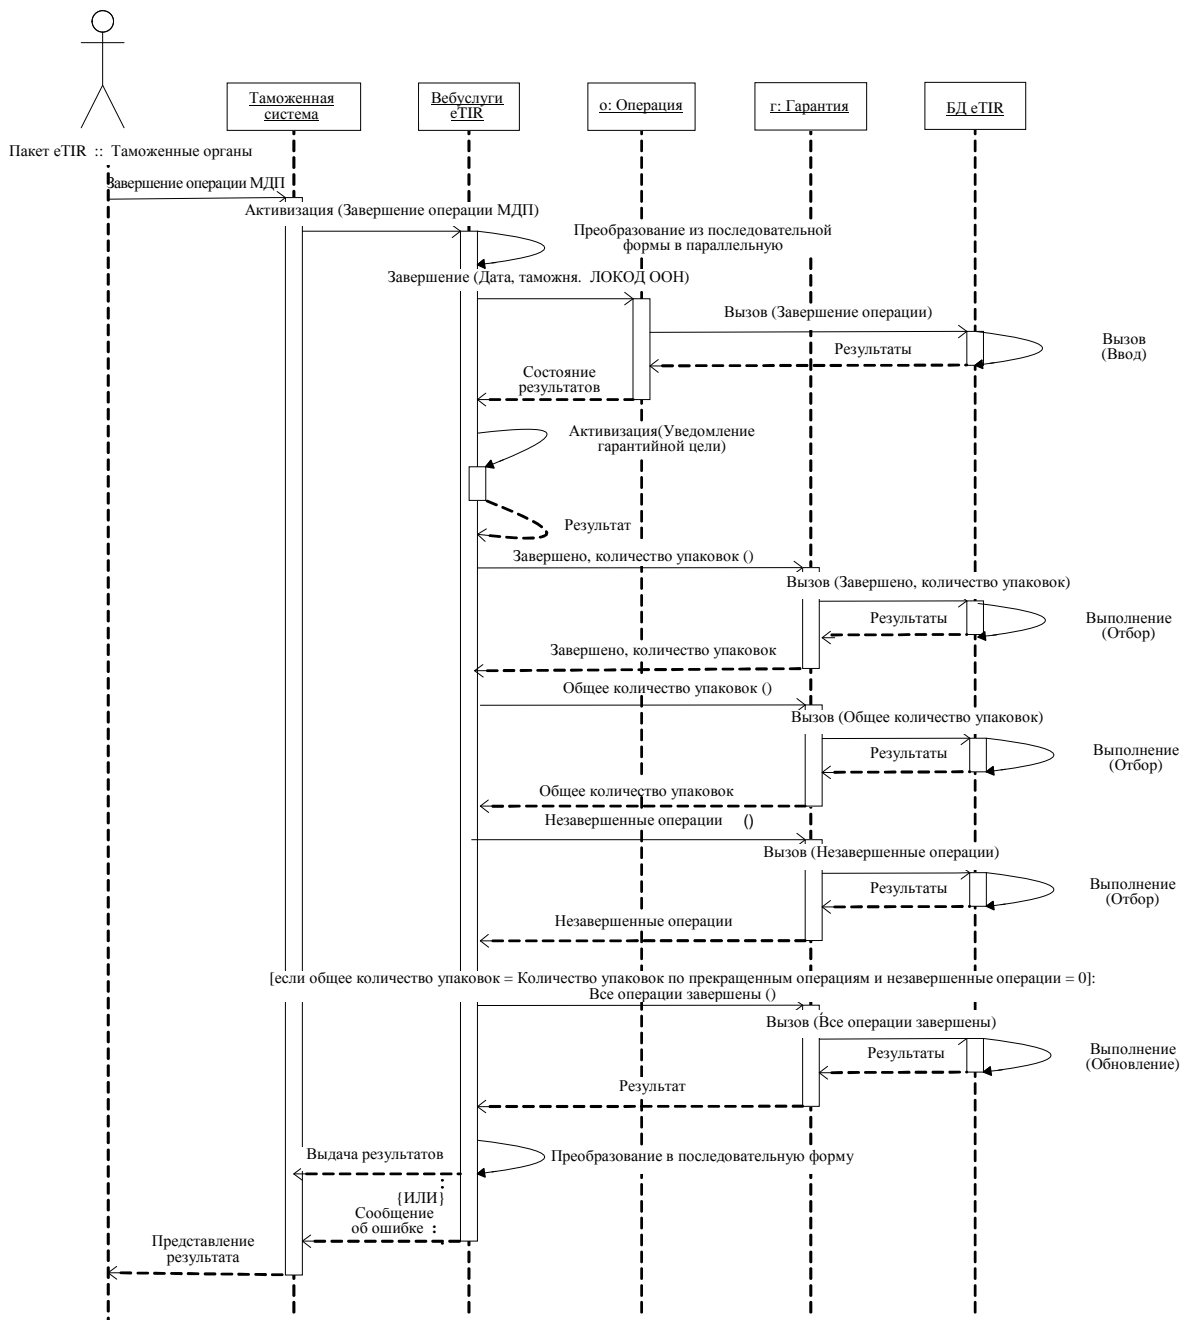 Таможенная
система
Вебуслуги
eTIR
о: Операция
г: Гарантия
БД eTIR
Пакет eTIR :: Таможенные органы
Завершение операции МДП
Активизация (Завершение операции МДП)
Преобразование из последовательной
формы в параллельную
Завершение (Дата, таможня. ЛОКОД ООН)
Вызов (Завершение операции)
Вызов
(Ввод)
Результаты
Состояние
результатов
Активизация(Уведомление
гарантийной цели)
Результат
Завершено, количество упаковок ()
Вызов (Завершено, количество упаковок)
Результаты
Выполнение
(Отбор)
Завершено, количество упаковок
Общее количество упаковок ()
Вызов (Общее количество упаковок)
Результаты
Выполнение
(Отбор)
Общее количество упаковок
Незавершенные операции ()
Вызов (Незавершенные операции)
Результаты
Выполнение
(Отбор)
Незавершенные операции
[если общее количество упаковок = Количество упаковок по прекращенным операциям и незавершенные операции = 0]:
Все операции завершены ()
Вызов (Все операции завершены)
Результаты
Выполнение
(Обновление)
Результат
Выдача результатов
Преобразование в последовательную форму
{ИЛИ}
Сообщение
об ошибке
Представление
результата